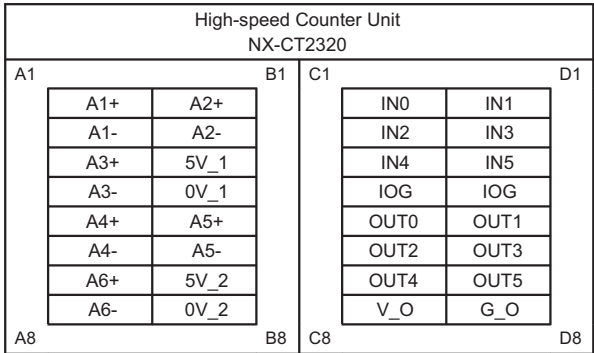 High-speed Counter Unit
NX-CT2320
A1 B1 C1 D1
A1+ A2+ IN0 IN1
A1- A2- IN2 IN3
A3+ 5V_1 IN4 IN5
A3- 0V_1 IOG IOG
A4+ A5+ OUT0 OUT1
A4- A5- OUT2 OUT3
A6+ 5V_2 OUT4 OUT5
A6- 0V_2 V_O G_O
A8 B8 C8 D8